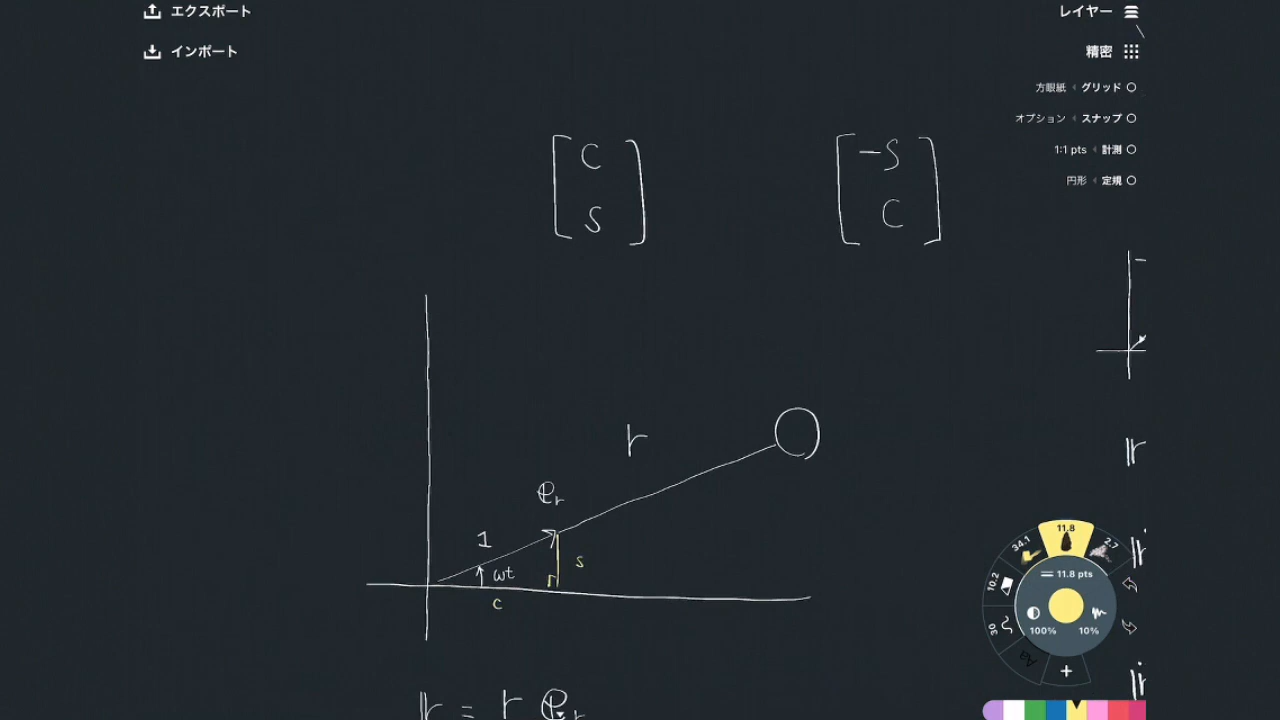 エクスポート
レイヤー
インポート
精密
方眼紙 グリッド
オプション スナップ
1:1 pts 計測
円形 定規
[ C
S ]
[ -S
C ]
r
e_r
1
ωt
s
c
𝕣 = r e_r
𝕣
11.8
34.1
2.7
10.2
11.8 pts
30
100%
10%
Aa
+